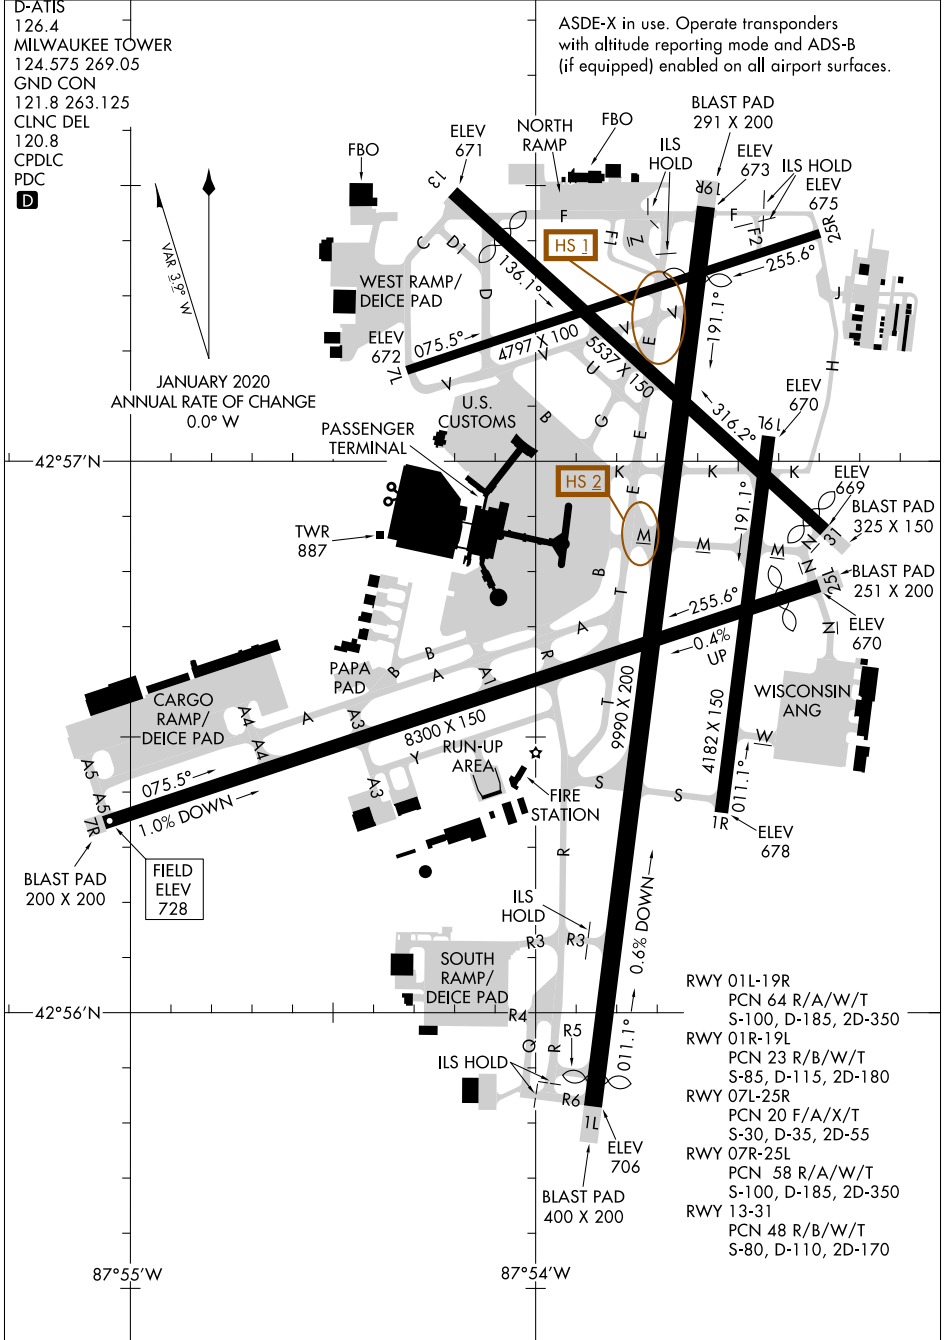 D-ATIS
126.4
MILWAUKEE TOWER
124.575 269.05
GND CON
121.8 263.125
CLNC DEL
120.8
CPDLC
PDC
D
ASDE-X in use. Operate transponders
with altitude reporting mode and ADS-B
(if equipped) enabled on all airport surfaces.
BLAST PAD
291 X 200
NORTH
RAMP
FBO
ILS
HOLD
ELEV
673
ILS HOLD
ELEV
675
FBO
ELEV
671
13
19R
25R
F
F1
Z
F
F2
HS 1
C
D1
D
136.1°
255.6°
191.1°
J
H
VAR 3.9° W
WEST RAMP/
DEICE PAD
ELEV
672
7L
075.5°
4797 X 100
5537 X 150
V
V
V
V
E
U
JANUARY 2020
ANNUAL RATE OF CHANGE
0.0° W
U.S.
CUSTOMS
PASSENGER
TERMINAL
B
G
E
316.2°
ELEV
670
19L
42°57'N
HS 2
K
K
K
E
191.1°
ELEV
669
31
BLAST PAD
325 X 150
TWR
887
M
M
M
N
N
25L
BLAST PAD
251 X 200
B
T
255.6°
0.4%
UP
ELEV
670
N
A
R
PAPA
PAD
B
B
A
A1
CARGO
RAMP/
DEICE PAD
A4
A4
A
A3
8300 X 150
T
9990 X 200
4182 X 150
WISCONSIN
ANG
W
A5
A5
075.5°
1.0% DOWN
A3
Y
RUN-UP
AREA
S
S
011.1°
7R
FIRE
STATION
1R
ELEV
678
BLAST PAD
200 X 200
FIELD
ELEV
728
R
ILS
HOLD
R3
R3
0.6% DOWN
SOUTH
RAMP/
DEICE PAD
R4
42°56'N
Q
R
R5
011.1°
ILS HOLD
R6
1L
ELEV
706
BLAST PAD
400 X 200
RWY 01L-19R
PCN 64 R/A/W/T
S-100, D-185, 2D-350
RWY 01R-19L
PCN 23 R/B/W/T
S-85, D-115, 2D-180
RWY 07L-25R
PCN 20 F/A/X/T
S-30, D-35, 2D-55
RWY 07R-25L
PCN 58 R/A/W/T
S-100, D-185, 2D-350
RWY 13-31
PCN 48 R/B/W/T
S-80, D-110, 2D-170
87°55'W
87°54'W